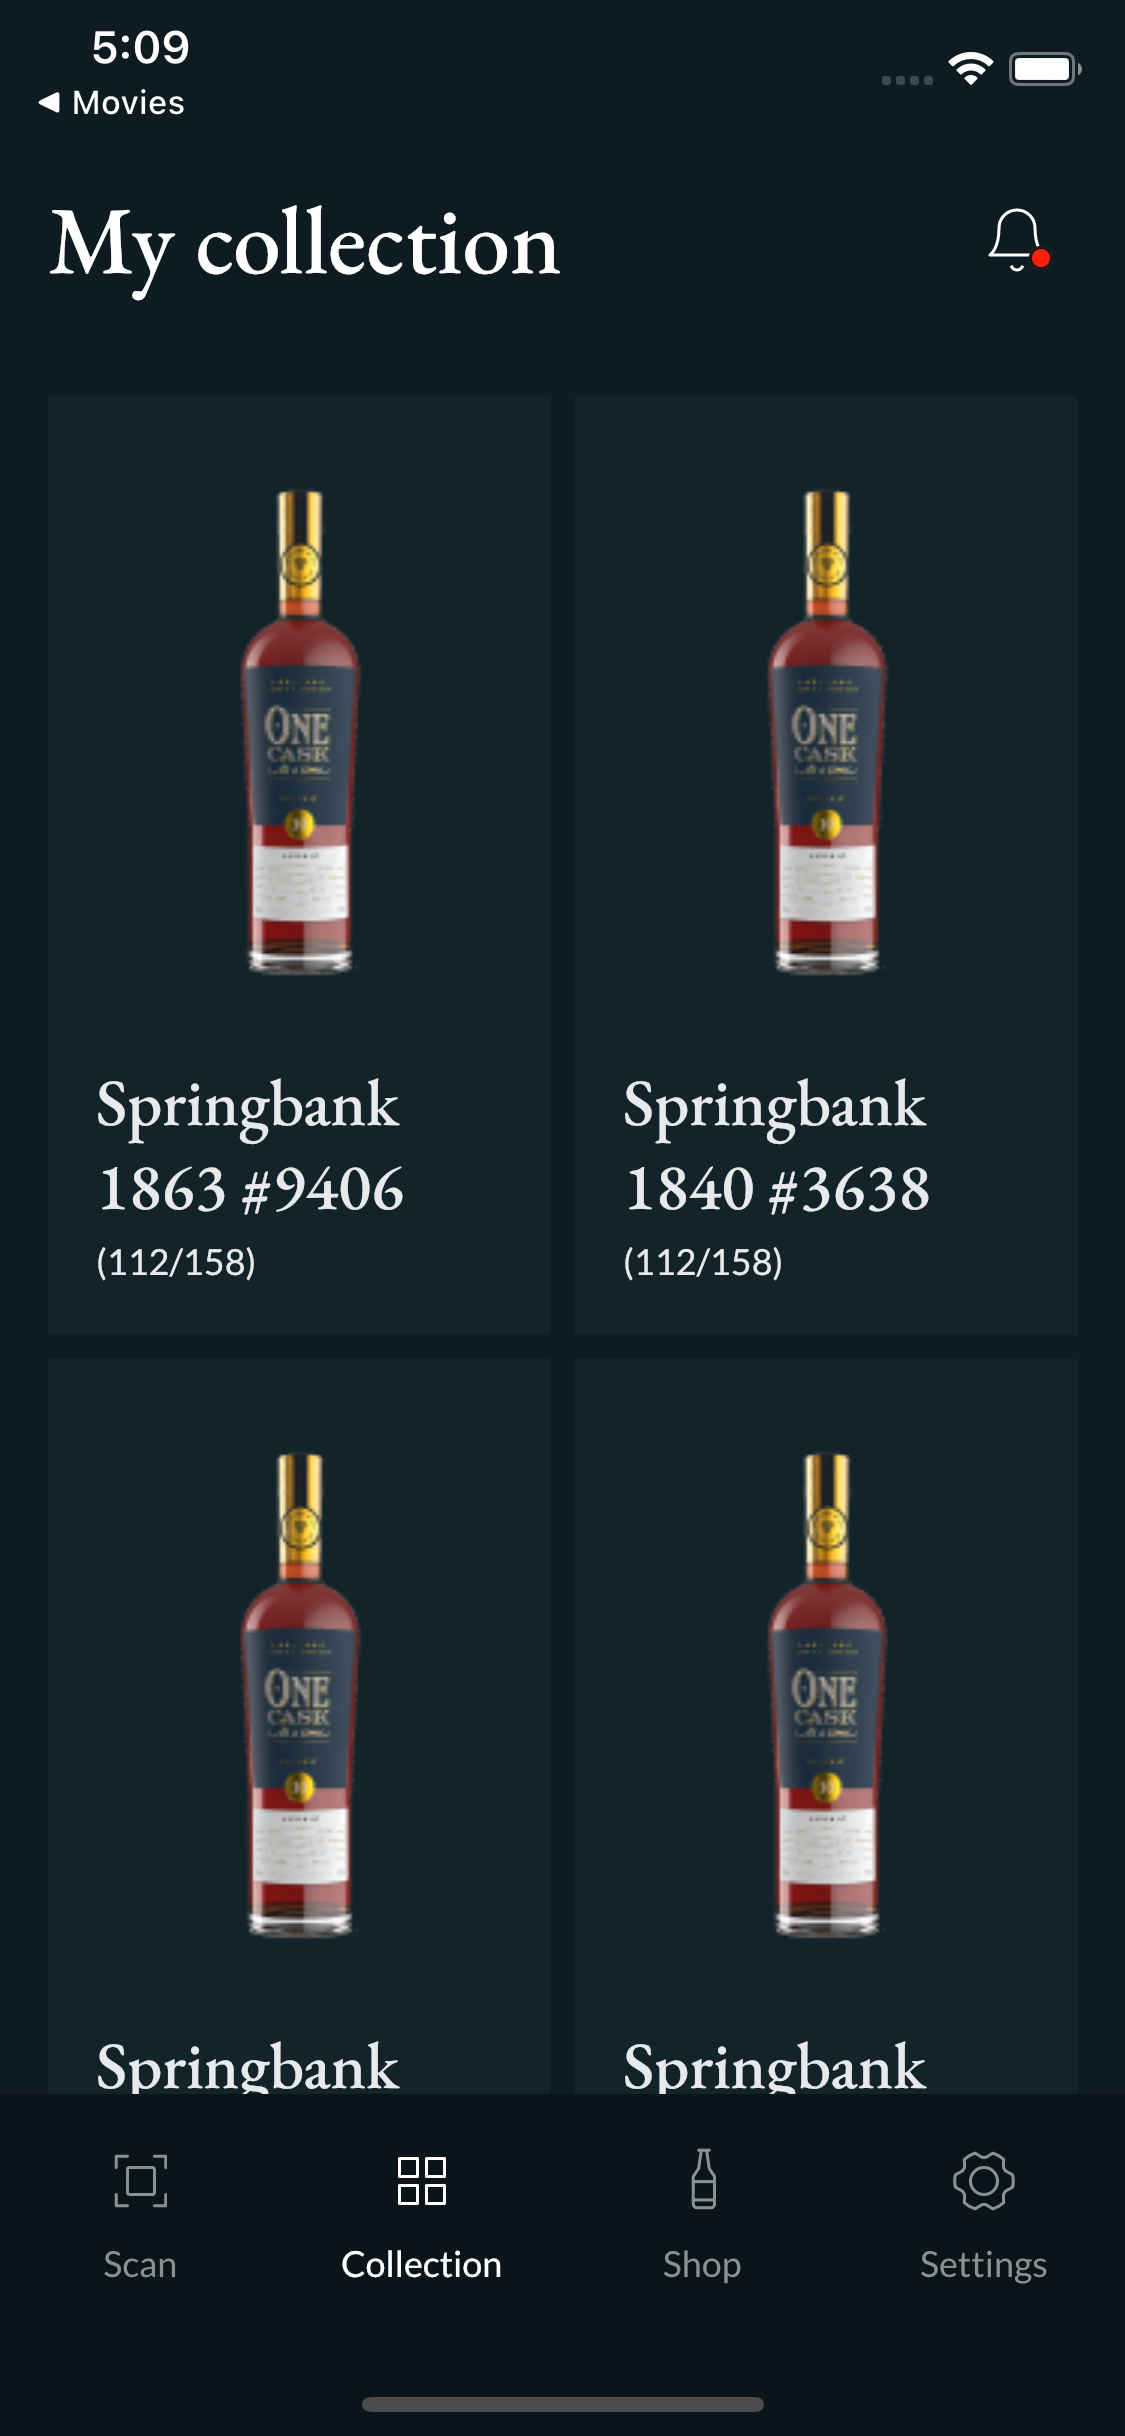 5:09
Movies
My collection
ONE
CASK
ONE
CASK
Springbank
1863 #9406
(112/158)
Springbank
1840 #3638
(112/158)
ONE
CASK
ONE
CASK
Springbank
Springbank
Scan
Collection
Shop
Settings